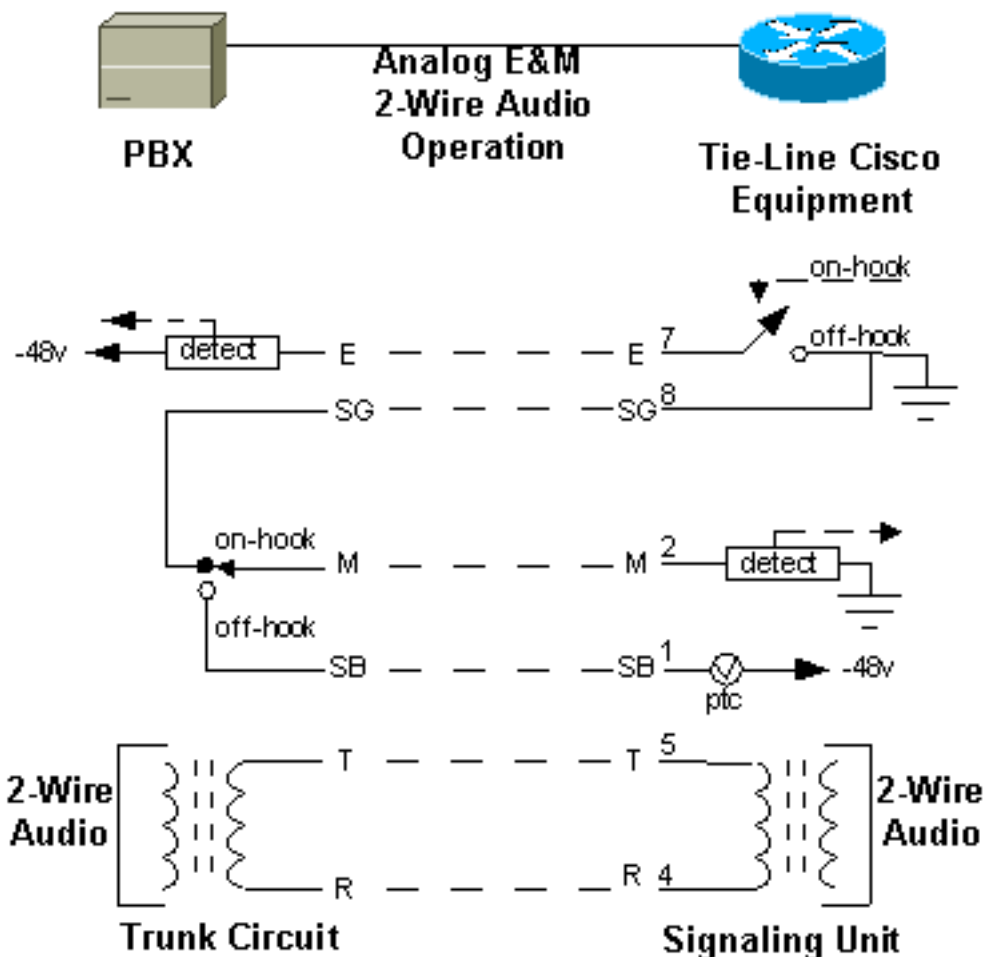 Analog E&M
2-Wire Audio
Operation
PBX
Tie-Line Cisco
Equipment
on-hook
-48v
detect
E
E
7
off-hook
SG
SG
8
on-hook
M
M
2
detect
off-hook
SB
SB
1
ptc
-48v
2-Wire
Audio
T
T
5
2-Wire
Audio
R
R
4
Trunk Circuit
Signaling Unit